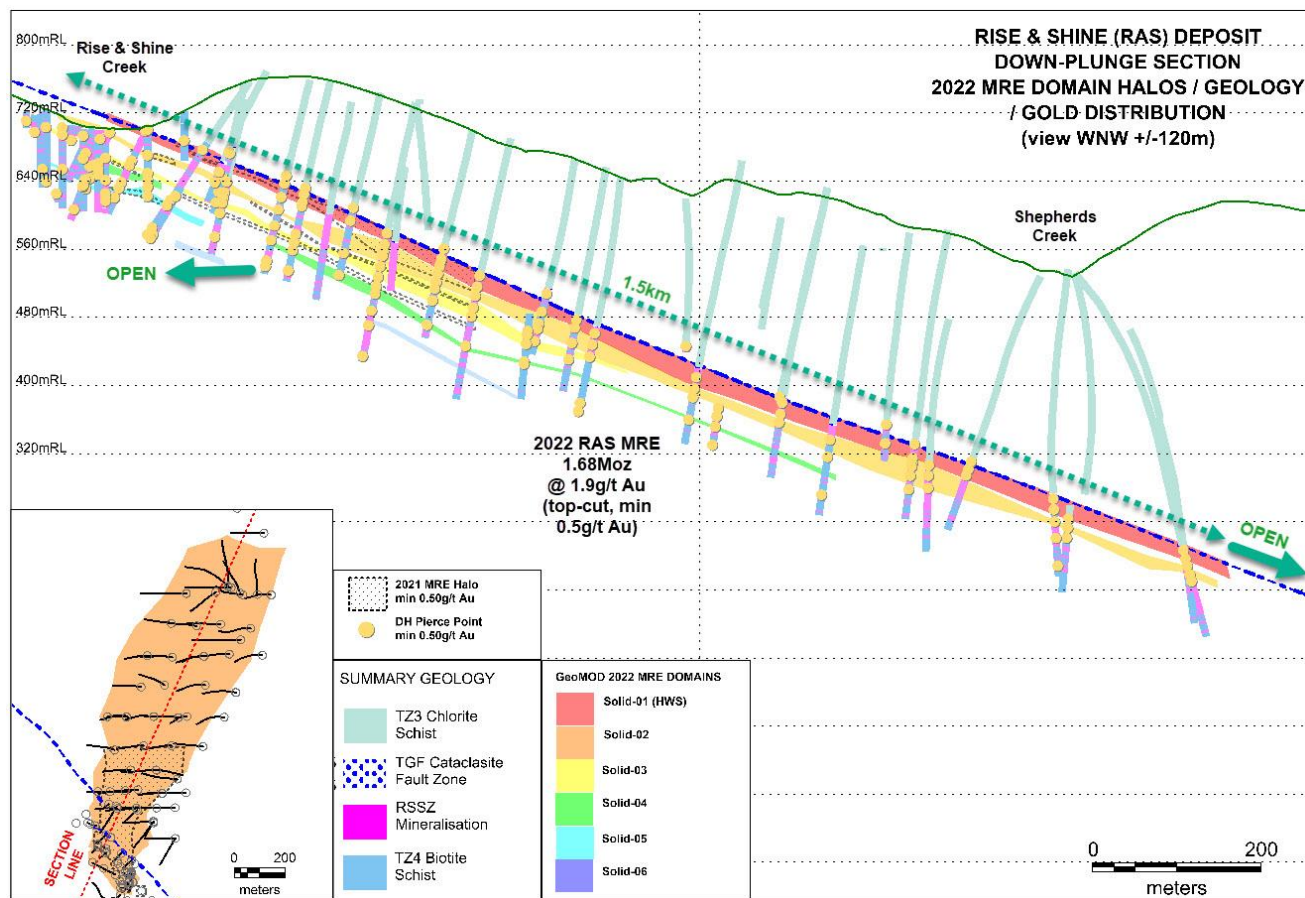 RISE & SHINE (RAS) DEPOSIT
DOWN-PLUNGE SECTION
2022 MRE DOMAIN HALOS / GEOLOGY
/ GOLD DISTRIBUTION
(view WNW +/-120m)
800mRL
Rise & Shine
Creek
720mRL
640mRL
560mRL
480mRL
400mRL
320mRL
OPEN
1.5km
Shepherds
Creek
OPEN
2022 RAS MRE
1.68Moz
@ 1.9g/t Au
(top-cut, min
0.5g/t Au)
SECTION
LINE
0 200
meters
2021 MRE Halo
min 0.50g/t Au
DH Pierce Point
min 0.50g/t Au
SUMMARY GEOLOGY
TZ3 Chlorite
Schist
TGF Cataclasite
Fault Zone
RSSZ
Mineralisation
TZ4 Biotite
Schist
GeoMOD 2022 MRE DOMAINS
Solid-01 (HWS)
Solid-02
Solid-03
Solid-04
Solid-05
Solid-06
0 200
meters